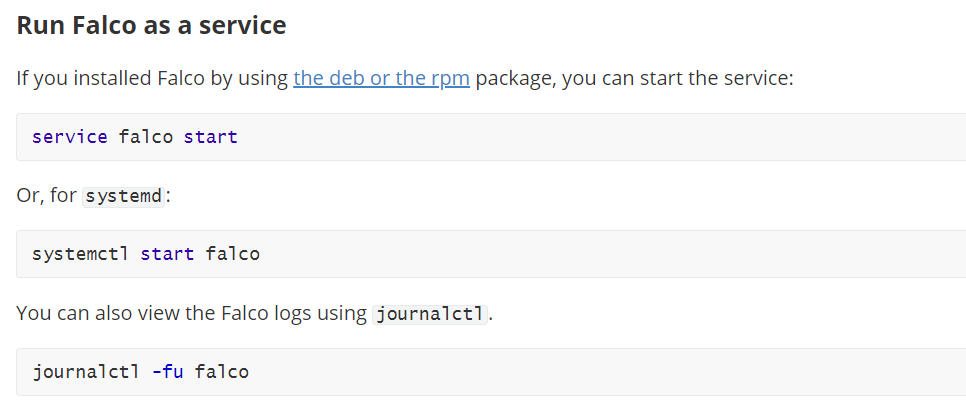 Run Falco as a service
If you installed Falco by using the deb or the rpm package, you can start the service:
service falco start
Or, for systemd:
systemctl start falco
You can also view the Falco logs using journalctl.
journalctl -fu falco